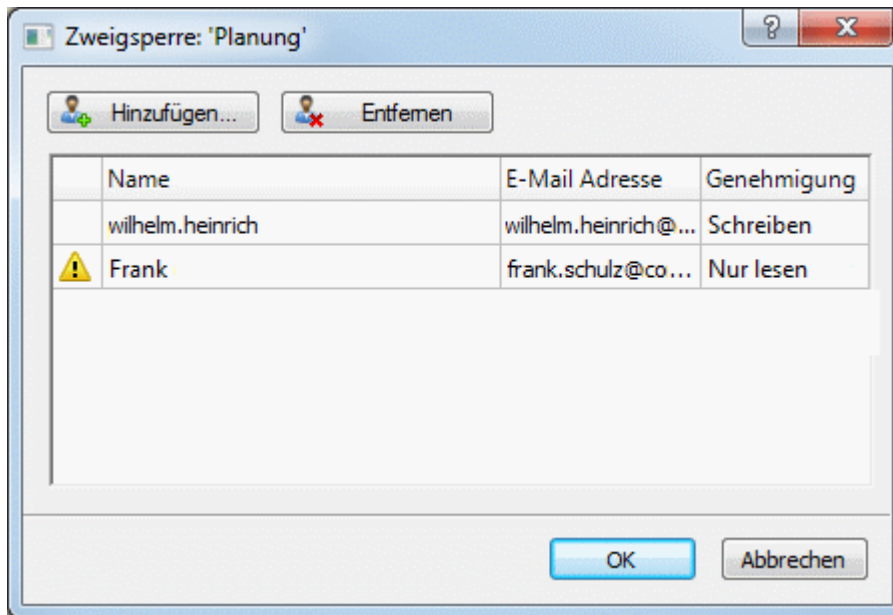 Zweigsperre: 'Planung'
Hinzufügen... Entfernen
Name E-Mail Adresse Genehmigung
wilhelm.heinrich wilhelm.heinrich@... Schreiben
Frank frank.schulz@co... Nur lesen
OK Abbrechen